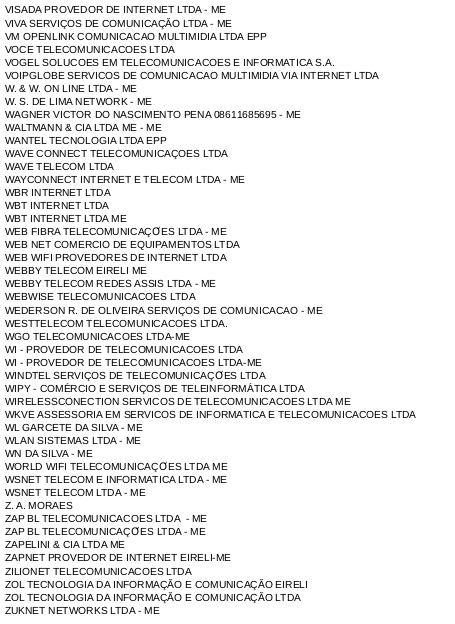 VISADA PROVEDOR DE INTERNET LTDA - ME
VIVA SERVIÇOS DE COMUNICAÇÃO LTDA - ME
VM OPENLINK COMUNICACAO MULTIMIDIA LTDA EPP
VOCE TELECOMUNICACOES LTDA
VOGEL SOLUCOES EM TELECOMUNICACOES E INFORMATICA S.A.
VOIPGLOBE SERVICOS DE COMUNICACAO MULTIMIDIA VIA INTERNET LTDA
W. & W. ON LINE LTDA - ME
W. S. DE LIMA NETWORK - ME
WAGNER VICTOR DO NASCIMENTO PENA 08611685695 - ME
WALTMANN & CIA LTDA ME - ME
WANTEL TECNOLOGIA LTDA EPP
WAVE CONNECT TELECOMUNICAÇOES LTDA
WAVE TELECOM LTDA
WAYCONNECT INTERNET E TELECOM LTDA - ME
WBR INTERNET LTDA
WBT INTERNET LTDA
WBT INTERNET LTDA ME
WEB FIBRA TELECOMUNICAÇÕES LTDA - ME
WEB NET COMERCIO DE EQUIPAMENTOS LTDA
WEB WIFI PROVEDORES DE INTERNET LTDA
WEBBY TELECOM EIRELI ME
WEBBY TELECOM REDES ASSIS LTDA - ME
WEBWISE TELECOMUNICACOES LTDA
WEDERSON R. DE OLIVEIRA SERVIÇOS DE COMUNICACAO - ME
WESTTELECOM TELECOMUNICACOES LTDA.
WGO TELECOMUNICACOES LTDA-ME
WI - PROVEDOR DE TELECOMUNICACOES LTDA
WI - PROVEDOR DE TELECOMUNICACOES LTDA-ME
WINDTEL SERVIÇOS DE TELECOMUNICAÇÕES LTDA
WIPY - COMÉRCIO E SERVIÇOS DE TELEINFORMÁTICA LTDA
WIRELESSCONECTION SERVICOS DE TELECOMUNICACOES LTDA ME
WKVE ASSESSORIA EM SERVICOS DE INFORMATICA E TELECOMUNICACOES LTDA
WL GARCETE DA SILVA - ME
WLAN SISTEMAS LTDA - ME
WN DA SILVA - ME
WORLD WIFI TELECOMUNICAÇÕES LTDA ME
WSNET TELECOM E INFORMATICA LTDA - ME
WSNET TELECOM LTDA - ME
Z. A. MORAES
ZAP BL TELECOMUNICACOES LTDA  - ME
ZAP BL TELECOMUNICAÇÕES LTDA - ME
ZAPELINI & CIA LTDA ME
ZAPNET PROVEDOR DE INTERNET EIRELI-ME
ZILIONET TELECOMUNICACOES LTDA
ZOL TECNOLOGIA DA INFORMAÇÃO E COMUNICAÇÃO EIRELI
ZOL TECNOLOGIA DA INFORMAÇÃO E COMUNICAÇÃO LTDA
ZUKNET NETWORKS LTDA - ME